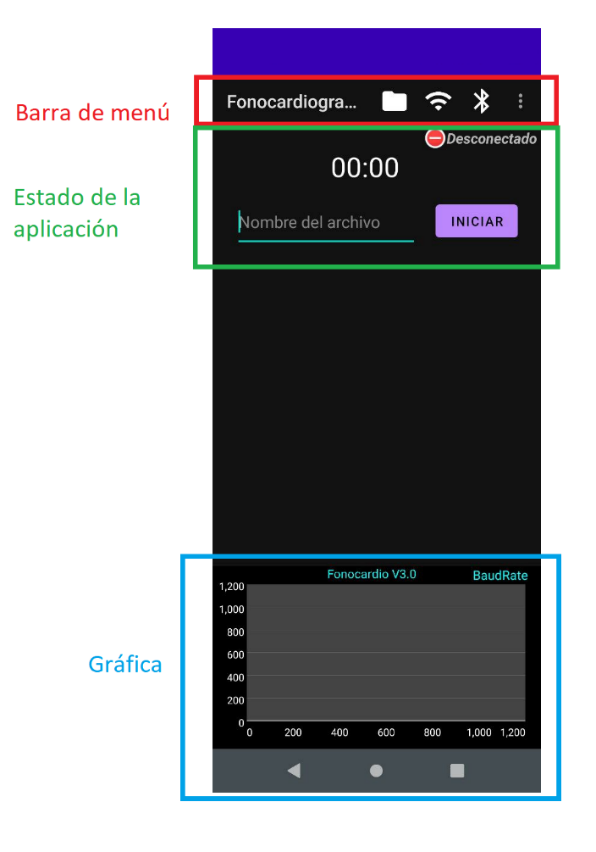 Barra de menú
Fonocardiogra...
Desconectado
00:00
Estado de la
aplicación
Nombre del archivo
INICIAR
Gráfica
Fonocardio V3.0
BaudRate
1,200
1,000
800
600
400
200
0
0 200 400 600 800 1,000 1,200